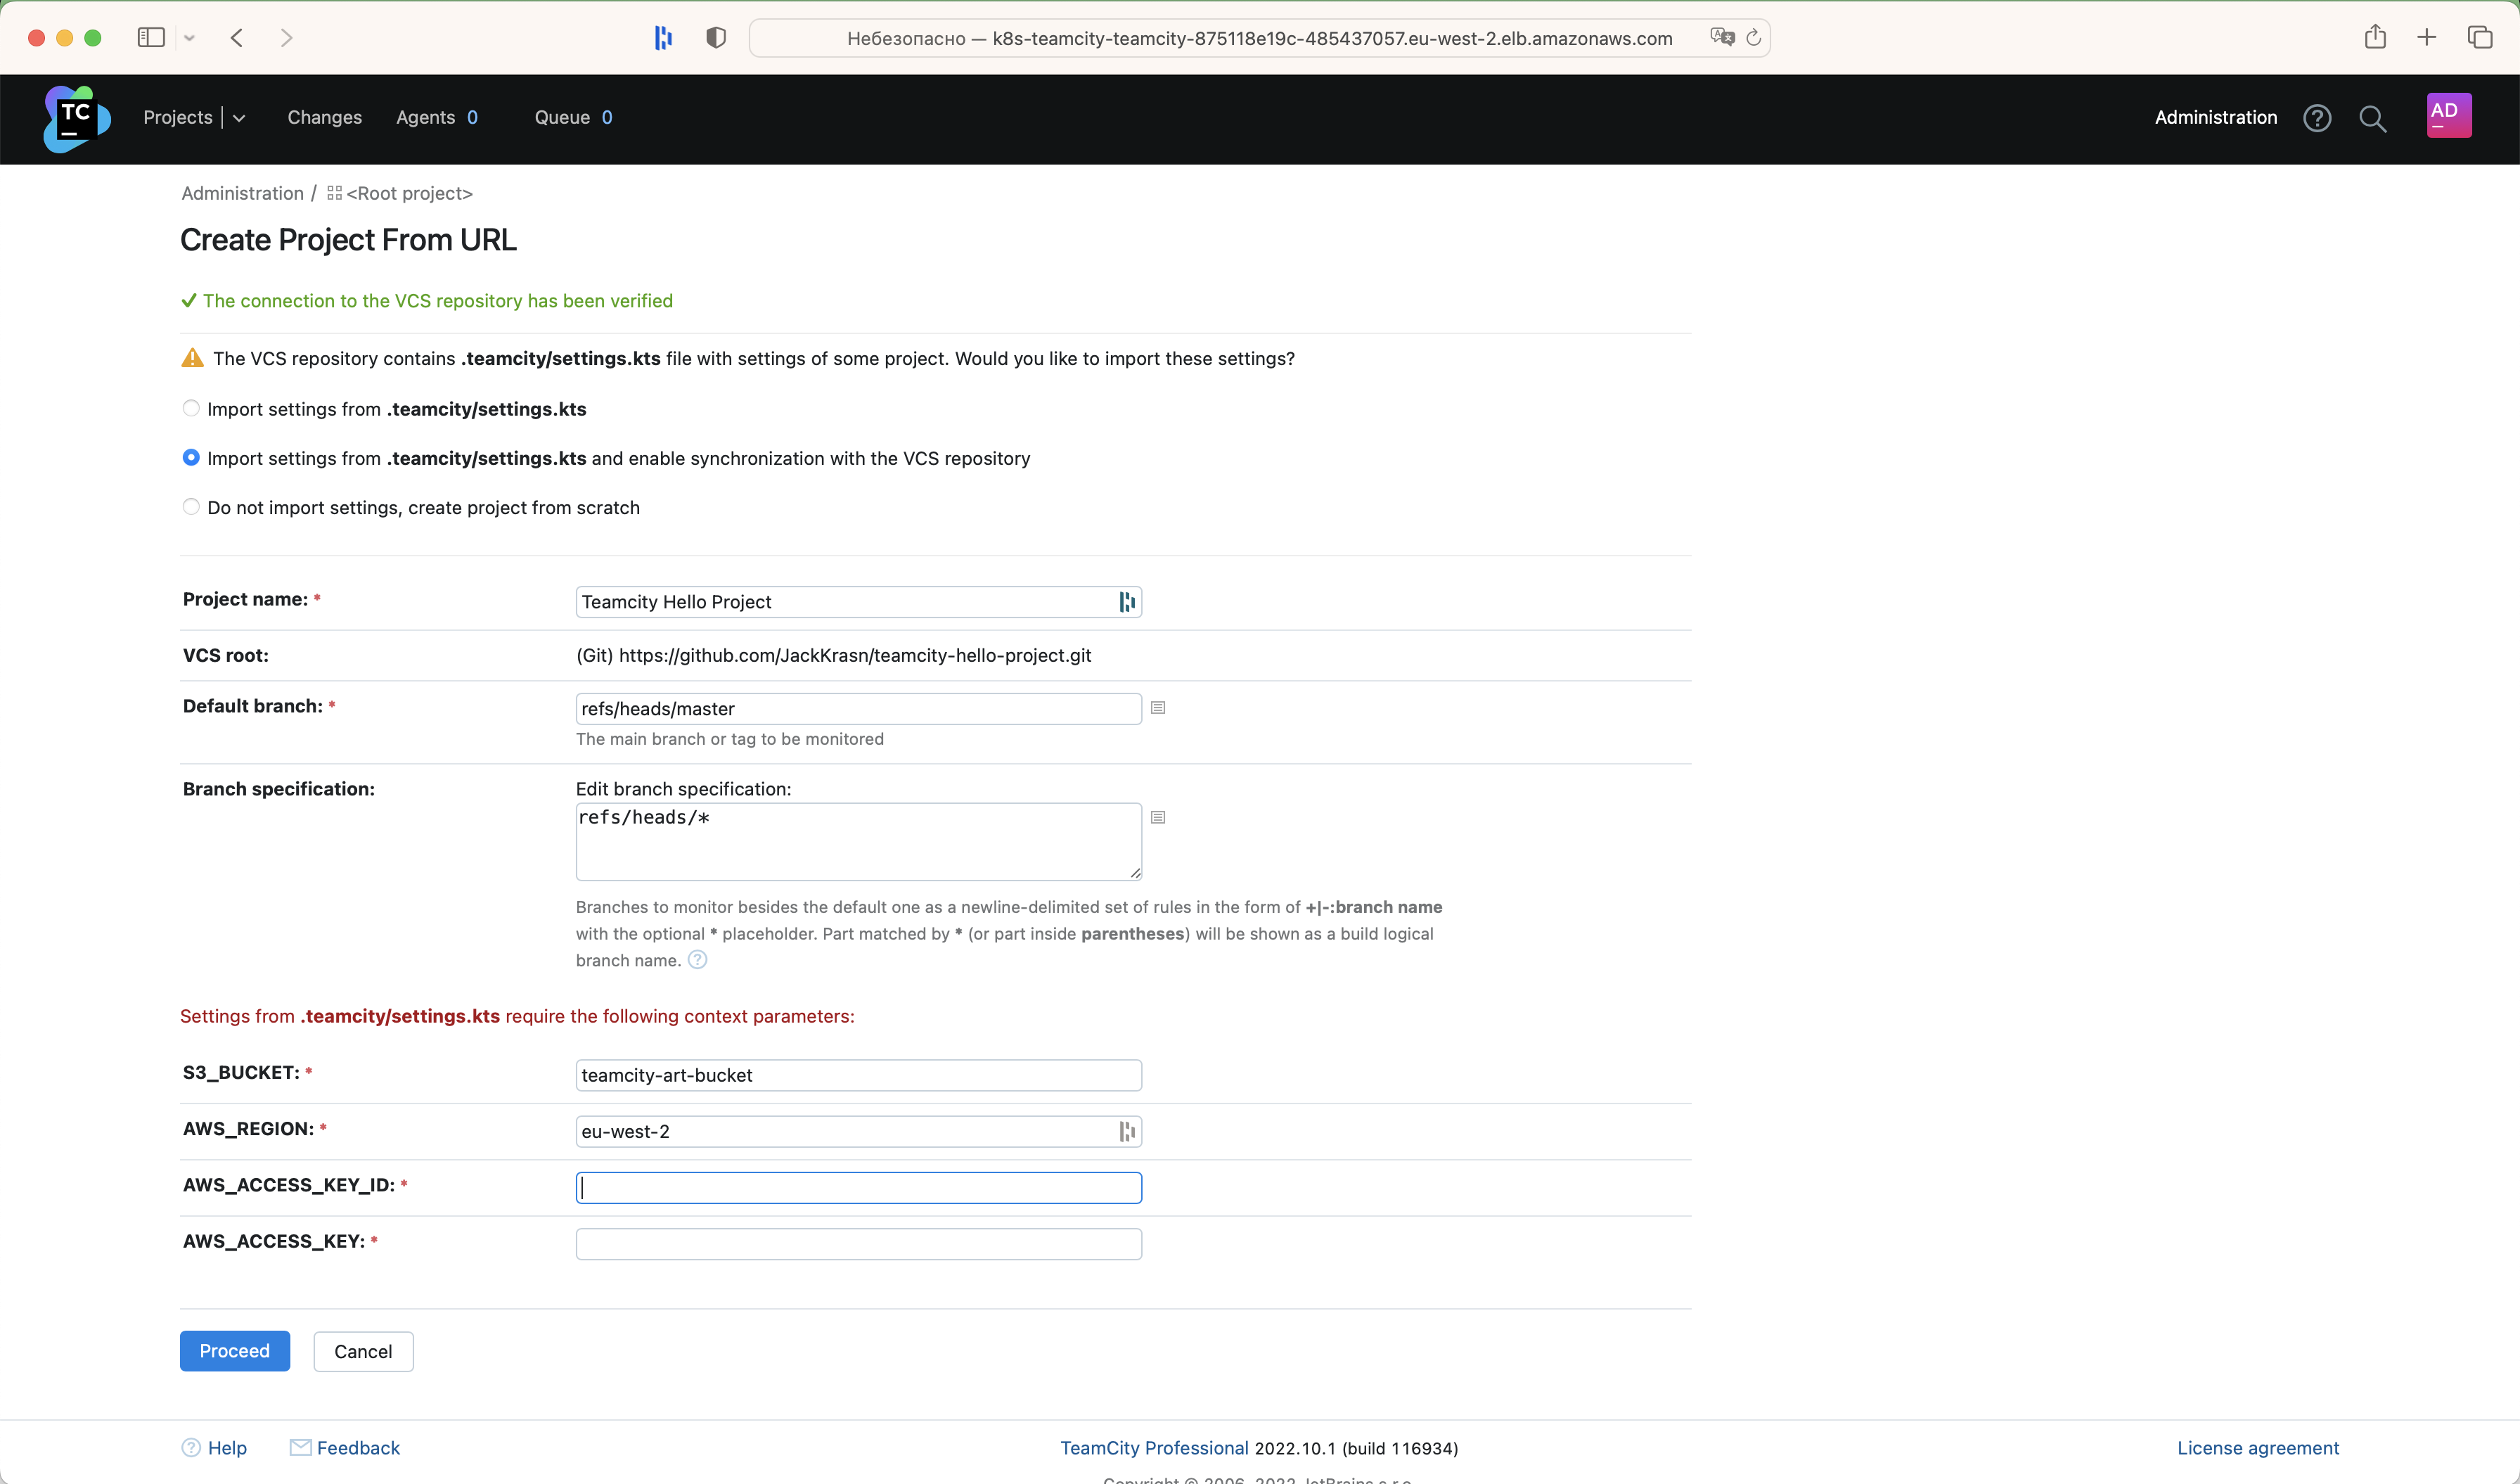 Небезопасно — k8s-teamcity-teamcity-875118e19c-485437057.eu-west-2.elb.amazonaws.com
TC
Projects
Changes
Agents 0
Queue 0
Administration
AD
Administration / <Root project>
Create Project From URL
The connection to the VCS repository has been verified
The VCS repository contains .teamcity/settings.kts file with settings of some project. Would you like to import these settings?
Import settings from .teamcity/settings.kts
Import settings from .teamcity/settings.kts and enable synchronization with the VCS repository
Do not import settings, create project from scratch
Project name: *
Teamcity Hello Project
VCS root:
(Git) https://github.com/JackKrasn/teamcity-hello-project.git
Default branch: *
refs/heads/master
The main branch or tag to be monitored
Branch specification:
Edit branch specification:
refs/heads/*
Branches to monitor besides the default one as a newline-delimited set of rules in the form of +|-:branch name
with the optional * placeholder. Part matched by * (or part inside parentheses) will be shown as a build logical
branch name. ?
Settings from .teamcity/settings.kts require the following context parameters:
S3_BUCKET: *
teamcity-art-bucket
AWS_REGION: *
eu-west-2
AWS_ACCESS_KEY_ID: *
AWS_ACCESS_KEY: *
Proceed
Cancel
Help
Feedback
TeamCity Professional 2022.10.1 (build 116934)
License agreement
Copyright © 2006–2022 JetBrains s.r.o.